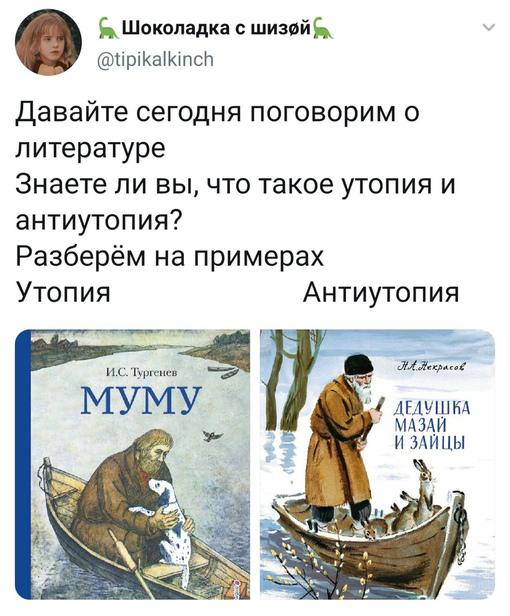 Шоколадка с шизøй
@tipikalkinch
Давайте сегодня поговорим о
литературе
Знаете ли вы, что такое утопия и
антиутопия?
Разберём на примерах
Утопия Антиутопия
И.С. Тургенев
МУМУ
Н.А.Некрасов
ДЕДУШКА
МАЗАЙ
И ЗАЙЦЫ